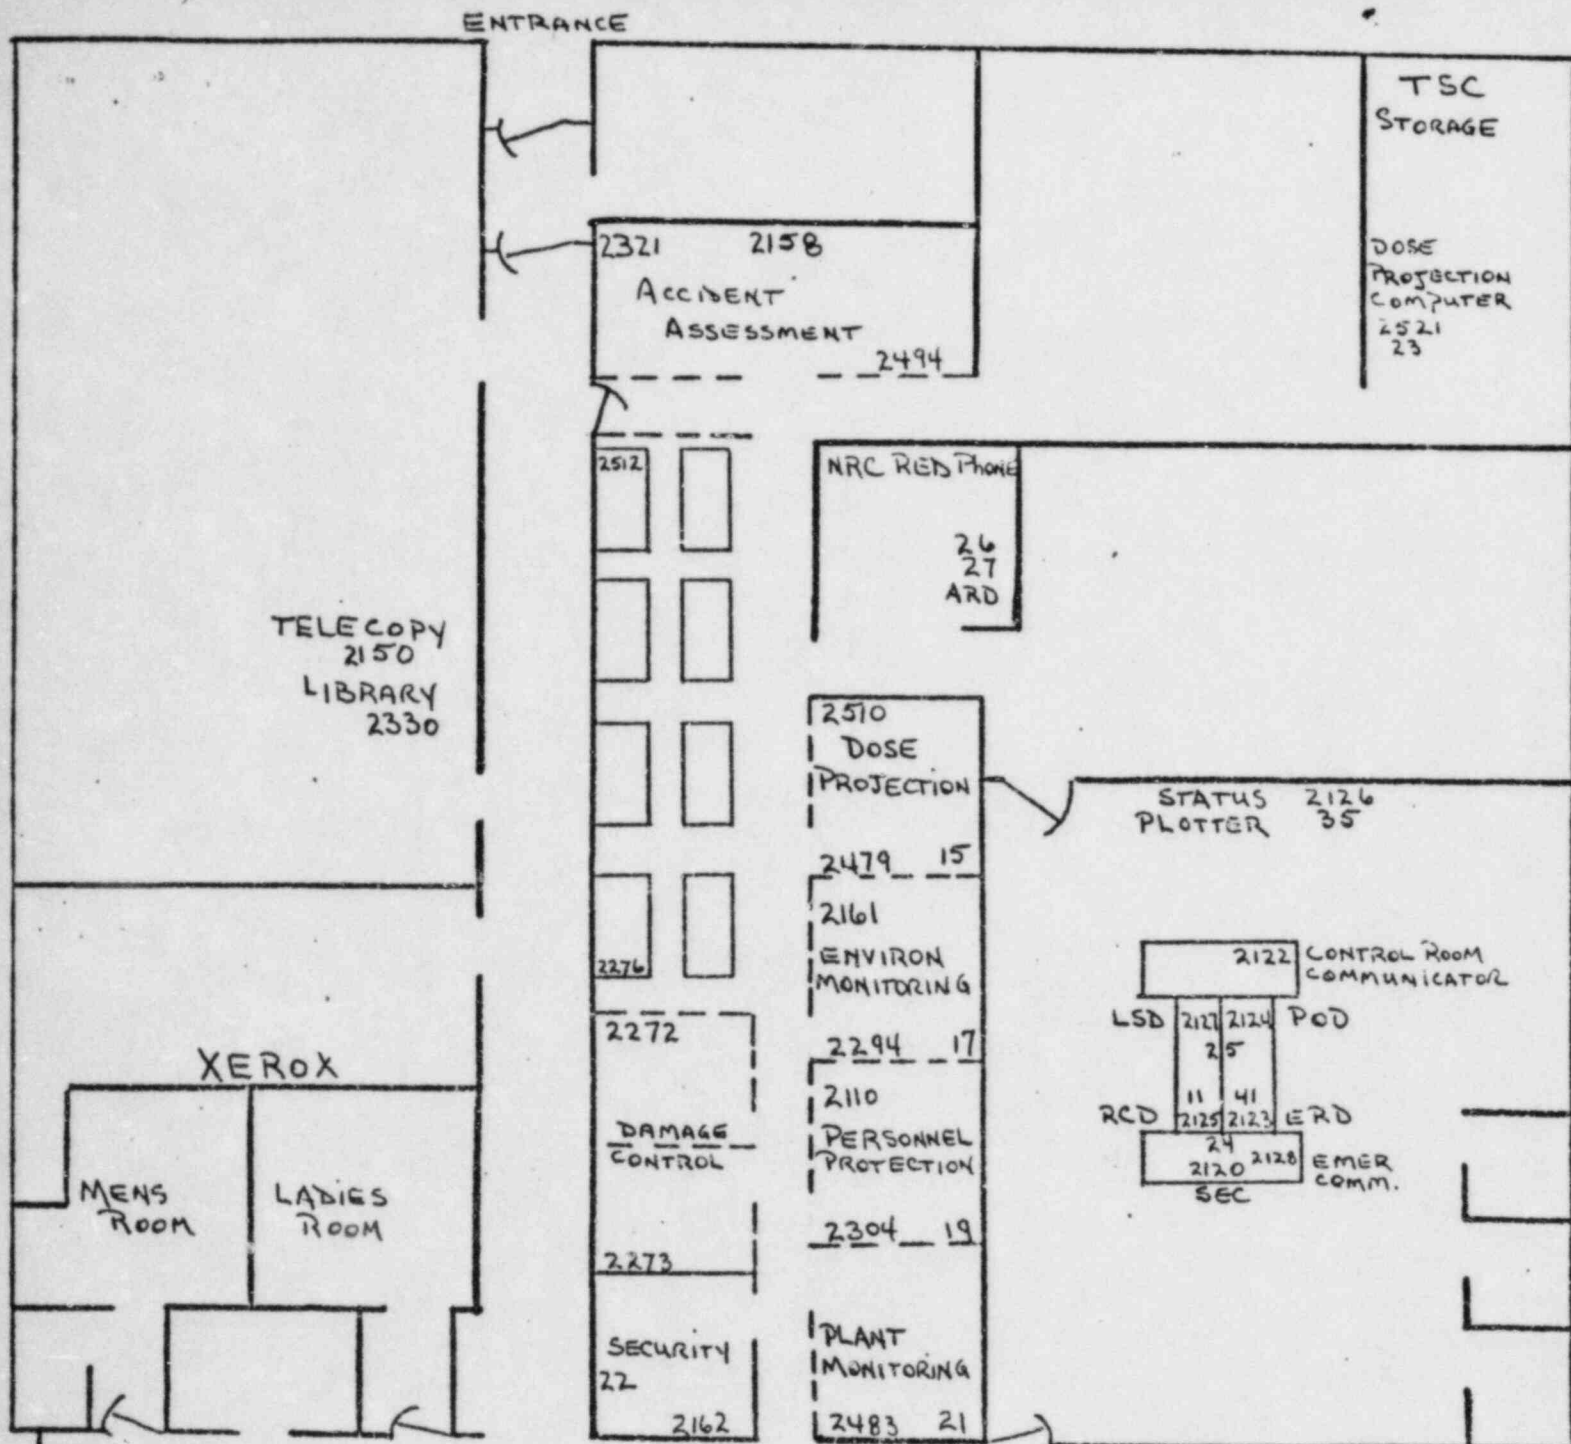 ENTRANCE
TSC
STORAGE
2321 2158
ACCIDENT
ASSESSMENT
2494
DOSE
PROJECTION
COMPUTER
2521
23
2512
NRC RED PHONE
26
27
ARD
TELECOPY
2150
LIBRARY
2330
2510
DOSE
PROJECTION
2479 15
STATUS 2126
PLOTTER 35
2161
ENVIRON
MONITORING
2294 17
2276
2122 CONTROL ROOM
COMMUNICATOR
LSD 2127 2124 POD
25
11 41
RCD 2125 2123 ERD
24
2120 2128 EMER
COMM.
SEC
2272
DAMAGE
CONTROL
2273
2110
PERSONNEL
PROTECTION
2304 19
XEROX
MENS
ROOM
LADIES
ROOM
SECURITY
22
2162
PLANT
MONITORING
2483 21